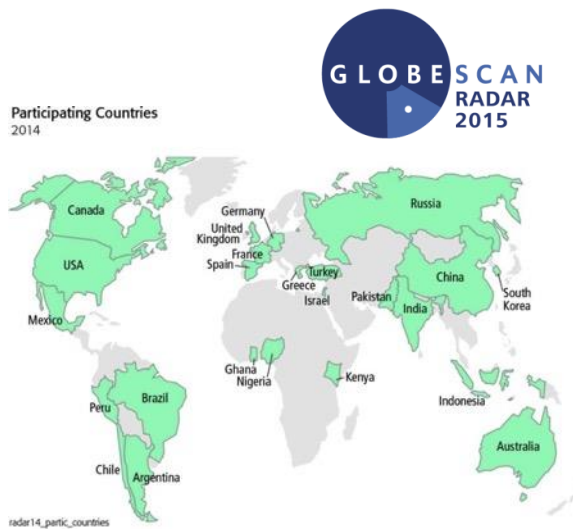 GLOBESCAN
RADAR
2015
Participating Countries
2014
Canada
USA
Mexico
Peru
Brazil
Chile
Argentina
Germany
United
Kingdom
France
Spain
Greece
Turkey
Israel
Russia
China
South
Korea
Pakistan
India
Ghana
Nigeria
Kenya
Indonesia
Australia
radar14_partic_countries